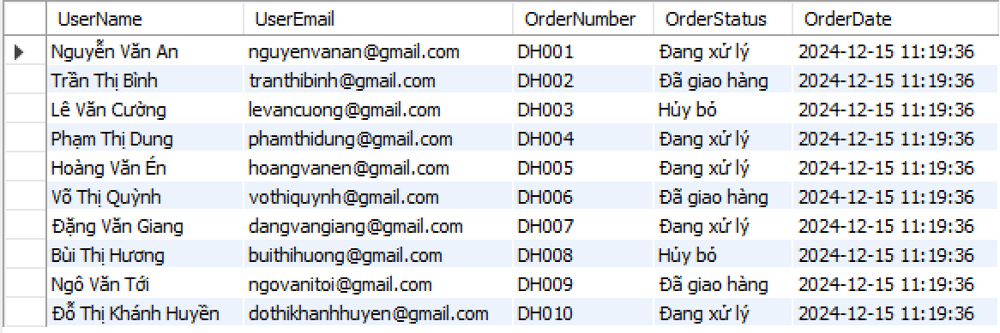 UserName UserEmail OrderNumber OrderStatus OrderDate
Nguyễn Văn An nguyenvanan@gmail.com DH001 Đang xử lý 2024-12-15 11:19:36
Trần Thị Bình tranthibinh@gmail.com DH002 Đã giao hàng 2024-12-15 11:19:36
Lê Văn Cường levancuong@gmail.com DH003 Hủy bỏ 2024-12-15 11:19:36
Phạm Thị Dung phamthidung@gmail.com DH004 Đang xử lý 2024-12-15 11:19:36
Hoàng Văn Én hoangvanen@gmail.com DH005 Đang xử lý 2024-12-15 11:19:36
Võ Thị Quỳnh vothiquynh@gmail.com DH006 Đã giao hàng 2024-12-15 11:19:36
Đặng Văn Giang dangvangiang@gmail.com DH007 Đang xử lý 2024-12-15 11:19:36
Bùi Thị Hương buithihuong@gmail.com DH008 Hủy bỏ 2024-12-15 11:19:36
Ngô Văn Tới ngovanitoi@gmail.com DH009 Đã giao hàng 2024-12-15 11:19:36
Đỗ Thị Khánh Huyền dothikhanhhuyen@gmail.com DH010 Đang xử lý 2024-12-15 11:19:36